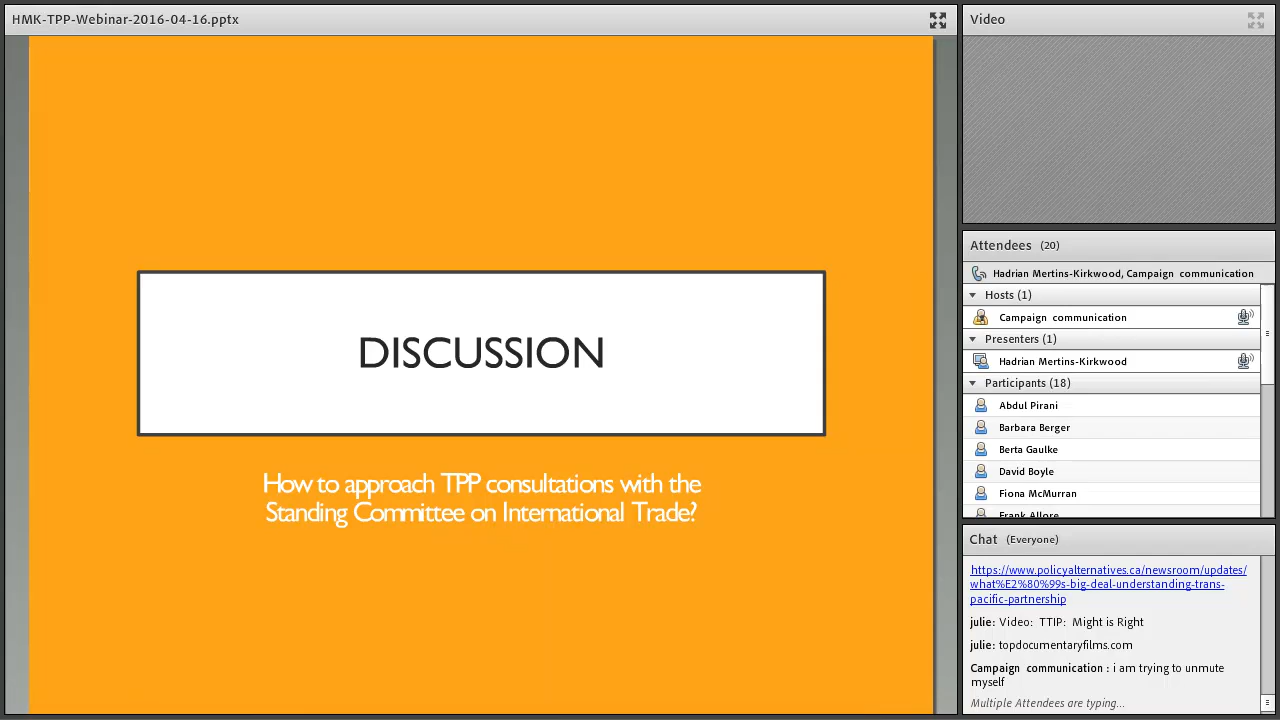 HMK-TPP-Webinar-2016-04-16.pptx
DISCUSSION
How to approach TPP consultations with the
Standing Committee on International Trade?
Video
Attendees (20)
Hadrian Mertins-Kirkwood, Campaign communication
Hosts (1)
Campaign communication
Presenters (1)
Hadrian Mertins-Kirkwood
Participants (18)
Abdul Pirani
Barbara Berger
Berta Gaulke
David Boyle
Fiona McMurran
Frank Allore
Chat (Everyone)
https://www.policyalternatives.ca/newsroom/updates/
what%E2%80%99s-big-deal-understanding-trans-
pacific-partnership
julie: Video: TTIP: Might is Right
julie: topdocumentaryfilms.com
Campaign communication : i am trying to unmute
myself
Multiple Attendees are typing...